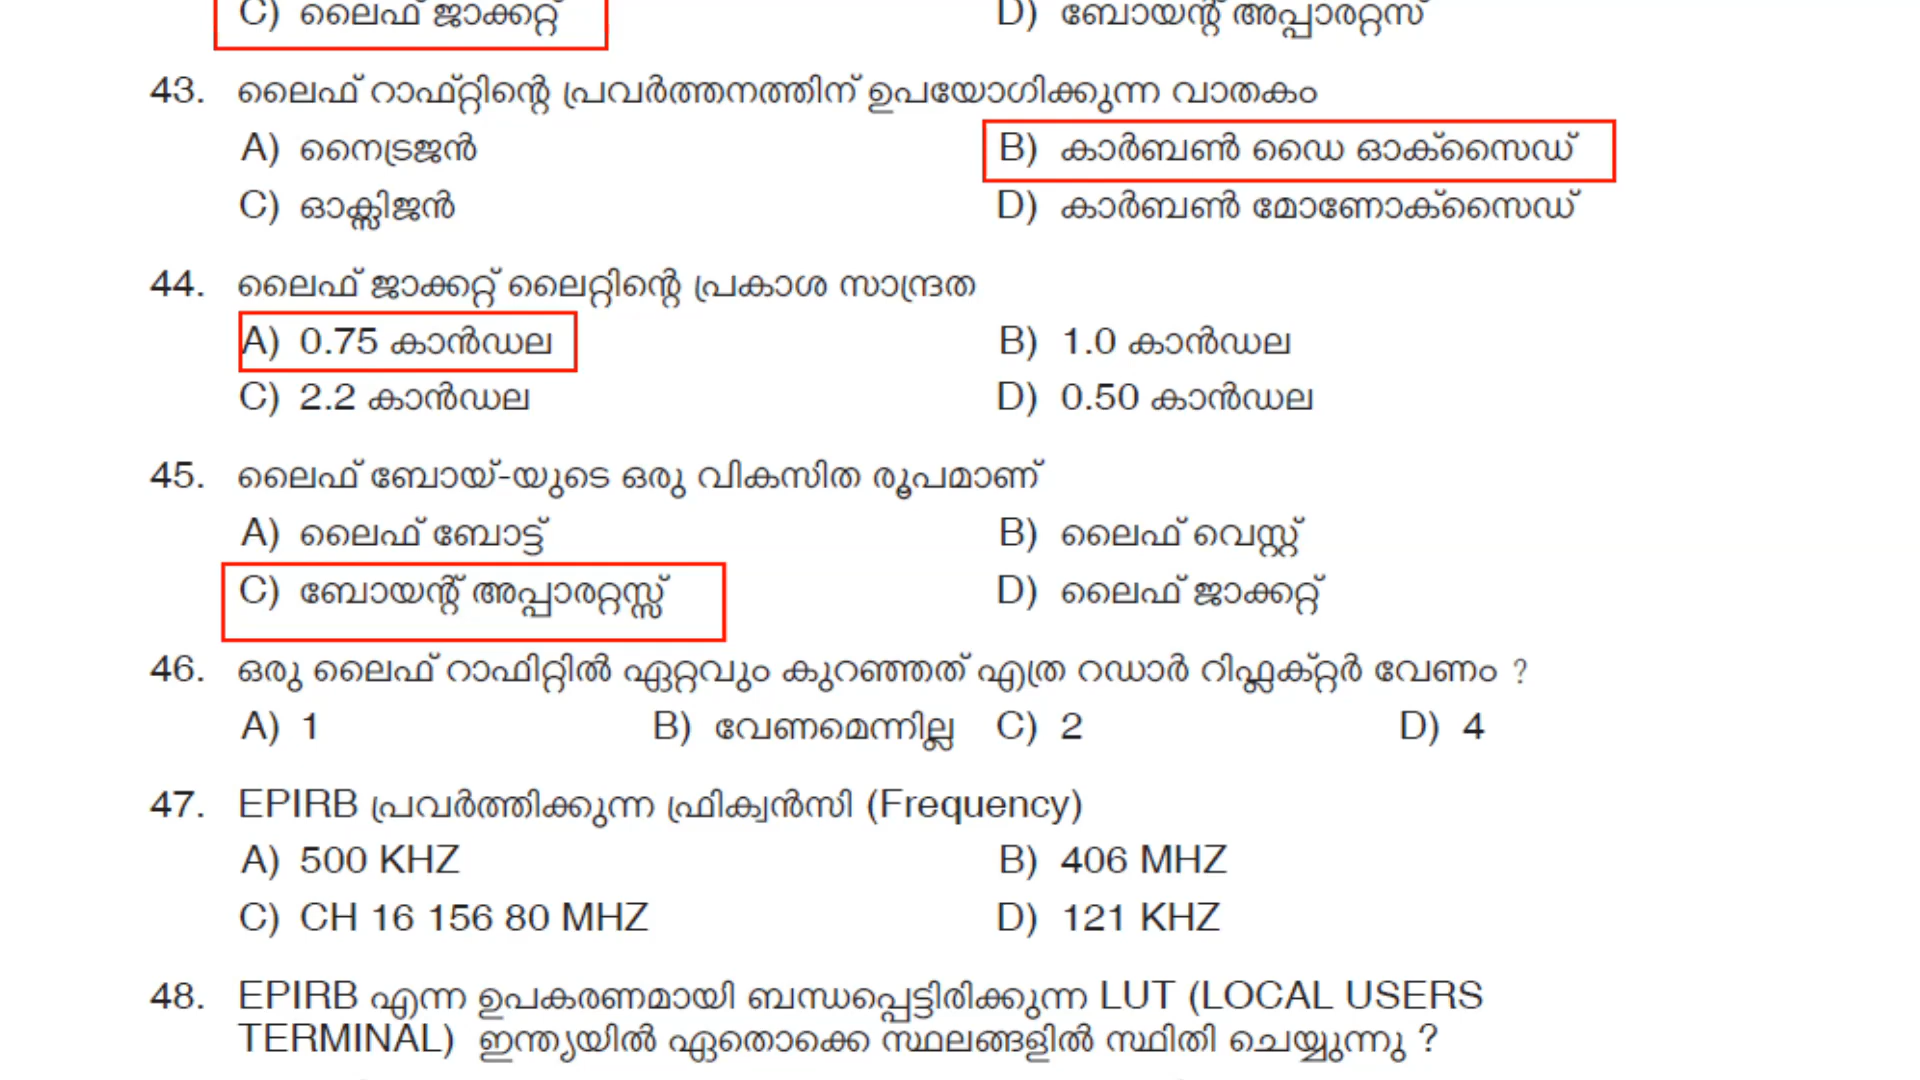 C) ലൈഫ് ജാക്കറ്റ് D) ബോയന്റ് അപ്പാരറ്റസ്
43. ലൈഫ് റാഫ്റ്റിന്റെ പ്രവർത്തനത്തിന് ഉപയോഗിക്കുന്ന വാതകം
A) നൈട്രജൻ B) കാർബൺ ഡൈ ഓക്സൈഡ്
C) ഓക്സിജൻ D) കാർബൺ മോണോക്സൈഡ്
44. ലൈഫ് ജാക്കറ്റ് ലൈറ്റിന്റെ പ്രകാശ സാന്ദ്രത
A) 0.75 കാൻഡല B) 1.0 കാൻഡല
C) 2.2 കാൻഡല D) 0.50 കാൻഡല
45. ലൈഫ് ബോയ്-യുടെ ഒരു വികസിത രൂപമാണ്
A) ലൈഫ് ബോട്ട് B) ലൈഫ് വെസ്റ്റ്
C) ബോയന്റ് അപ്പാരറ്റസ്സ് D) ലൈഫ് ജാക്കറ്റ്
46. ഒരു ലൈഫ് റാഫിറ്റിൽ ഏറ്റവും കുറഞ്ഞത് എത്ര റഡാർ റിഫ്ലക്റ്റർ വേണം ?
A) 1 B) വേണമെന്നില്ല C) 2 D) 4
47. EPIRB പ്രവർത്തിക്കുന്ന ഫ്രിക്വൻസി (Frequency)
A) 500 KHZ B) 406 MHZ
C) CH 16 156 80 MHZ D) 121 KHZ
48. EPIRB എന്ന ഉപകരണമായി ബന്ധപ്പെട്ടിരിക്കുന്ന LUT (LOCAL USERS
TERMINAL) ഇന്ത്യയിൽ ഏതൊക്കെ സ്ഥലങ്ങളിൽ സ്ഥിതി ചെയ്യുന്നു ?